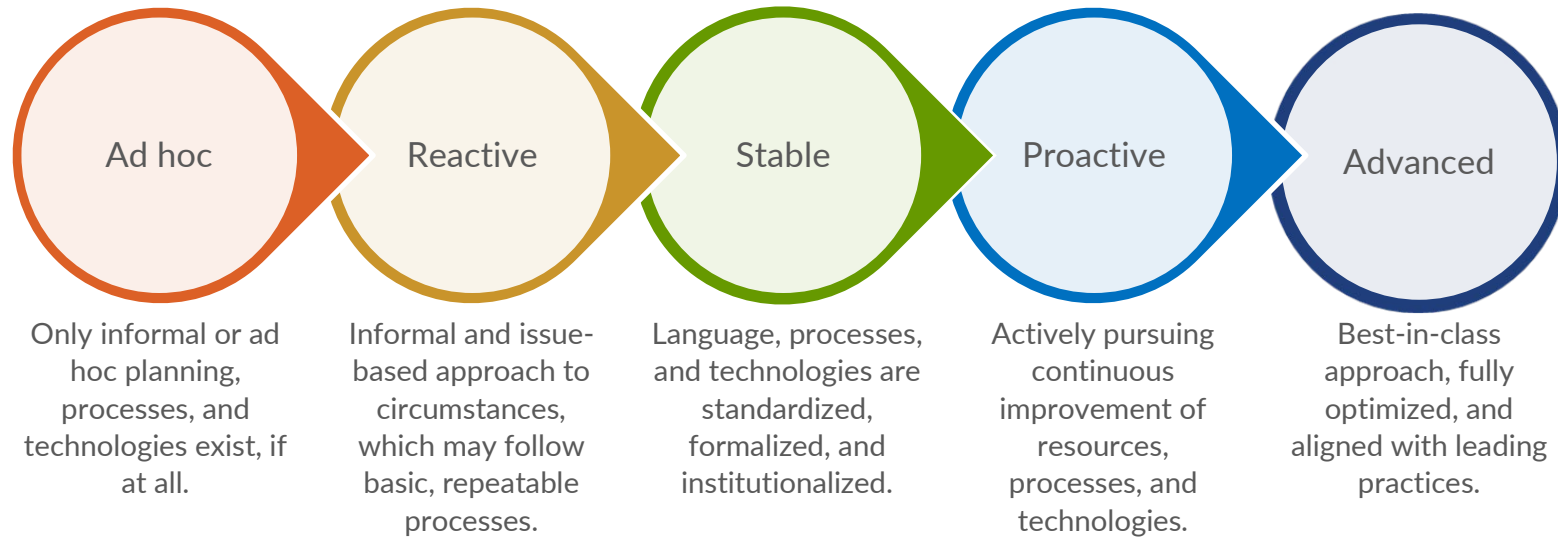 Ad hoc
Reactive
Stable
Proactive
Advanced
Only informal or ad
hoc planning,
processes, and
technologies exist, if
at all.
Informal and issue-
based approach to
circumstances,
which may follow
basic, repeatable
processes.
Language, processes,
and technologies are
standardized,
formalized, and
institutionalized.
Actively pursuing
continuous
improvement of
resources,
processes, and
technologies.
Best-in-class
approach, fully
optimized, and
aligned with leading
practices.